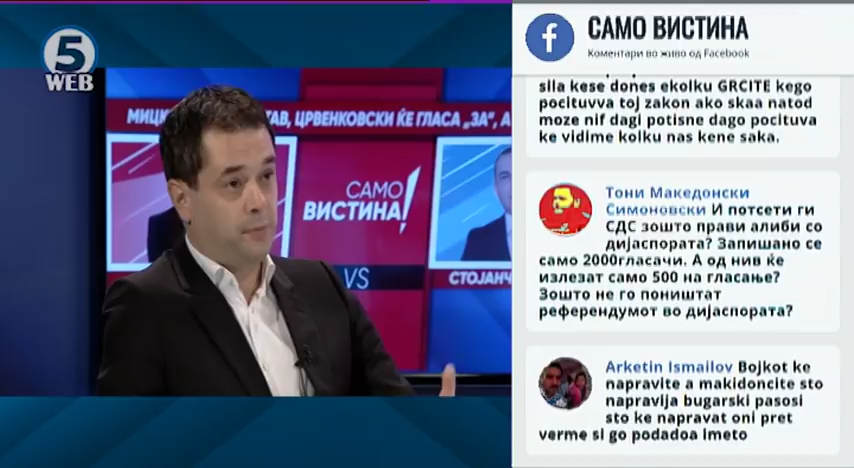 5
WEB
МИЦК
ТАВ, ЦРВЕНКОВСКИ ЌЕ ГЛАСА „ЗА“, А
САМО
ВИСТИНА!
VS
СТОЈАНЧ
САМО ВИСТИНА
Коментари во живо од Facebook
sila kese dones ekolku GRCITE kego
pocituvva toj zakon ako skaa natod
moze nif dagi potisne dago pocituva
ke vidime kolku nas kene saka.
Тони Македонски
Симоновски И потсети ги
СДС зошто прави алиби со
дијаспората? Запишано се
само 2000гласачи. А од нив ќе
излезат само 500 на гласање?
Зошто не го поништат
референдумот во дијаспората?
Arketin Ismailov Bojkot ke
napravite a makidoncite sto
napravija bugarski pasosi
sto ke napravat oni pret
verme si go podadoa imeto